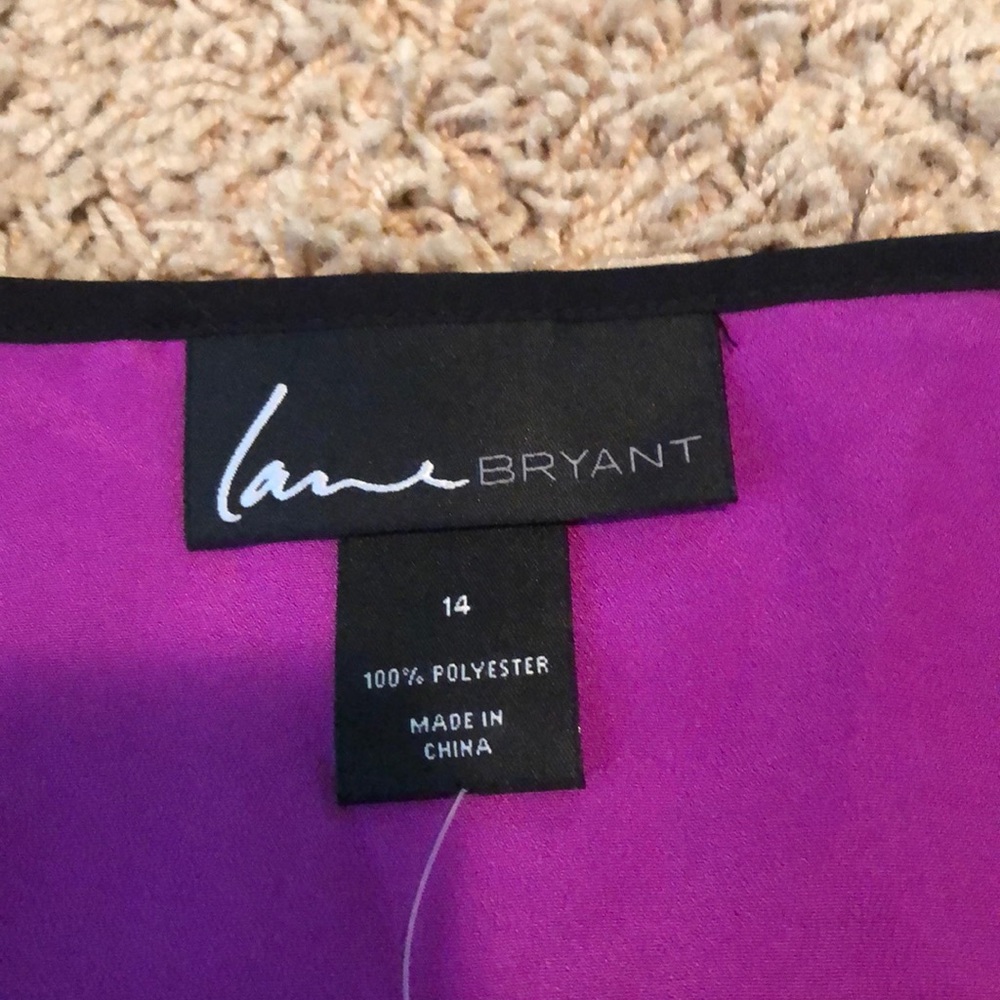 lane BRYANT
14
100% POLYESTER
MADE IN
CHINA